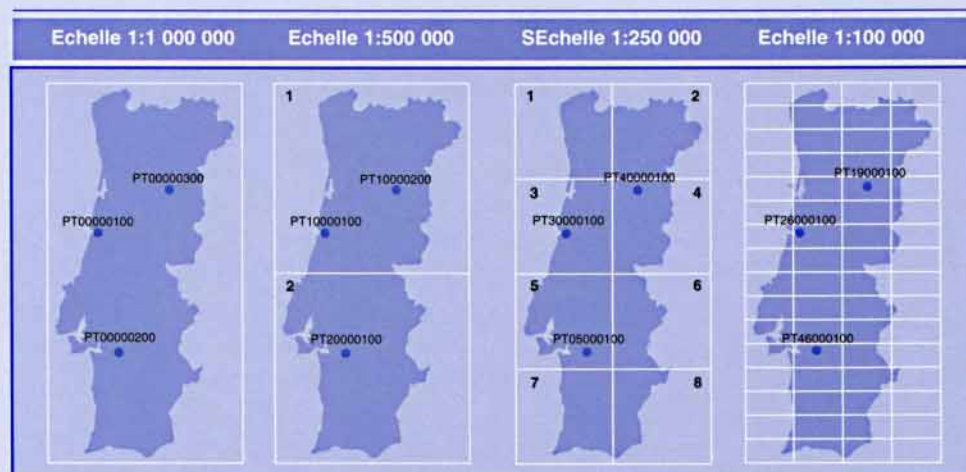 Echelle 1:1 000 000
Echelle 1:500 000
SEchelle 1:250 000
Echelle 1:100 000
PT00000300
PT00000100
PT00000200
1
PT10000200
PT10000100
2
PT20000100
1
2
PT40000100
3
4
PT30000100
5
6
PT05000100
7
8
PT19000100
PT26000100
PT46000100